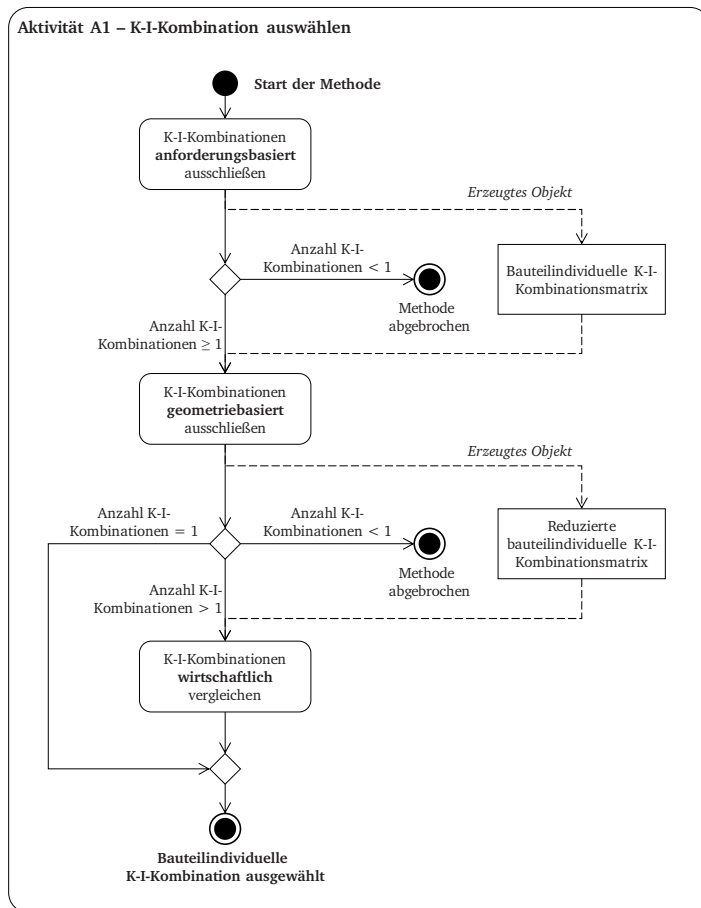 Aktivität A1 – K-I-Kombination auswählen
Start der Methode
K-I-Kombinationen
anforderungsbasiert
ausschließen
Erzeugtes Objekt
Anzahl K-I-
Kombinationen < 1
Bauteilindividuelle K-I-
Kombinationsmatrix
Methode
abgebrochen
Anzahl K-I-
Kombinationen ≥ 1
K-I-Kombinationen
geometriebasiert
ausschließen
Erzeugtes Objekt
Anzahl K-I-
Kombinationen = 1
Anzahl K-I-
Kombinationen < 1
Reduzierte
bauteilindividuelle K-I-
Kombinationsmatrix
Methode
abgebrochen
Anzahl K-I-
Kombinationen > 1
K-I-Kombinationen
wirtschaftlich
vergleichen
Bauteilindividuelle
K-I-Kombination ausgewählt